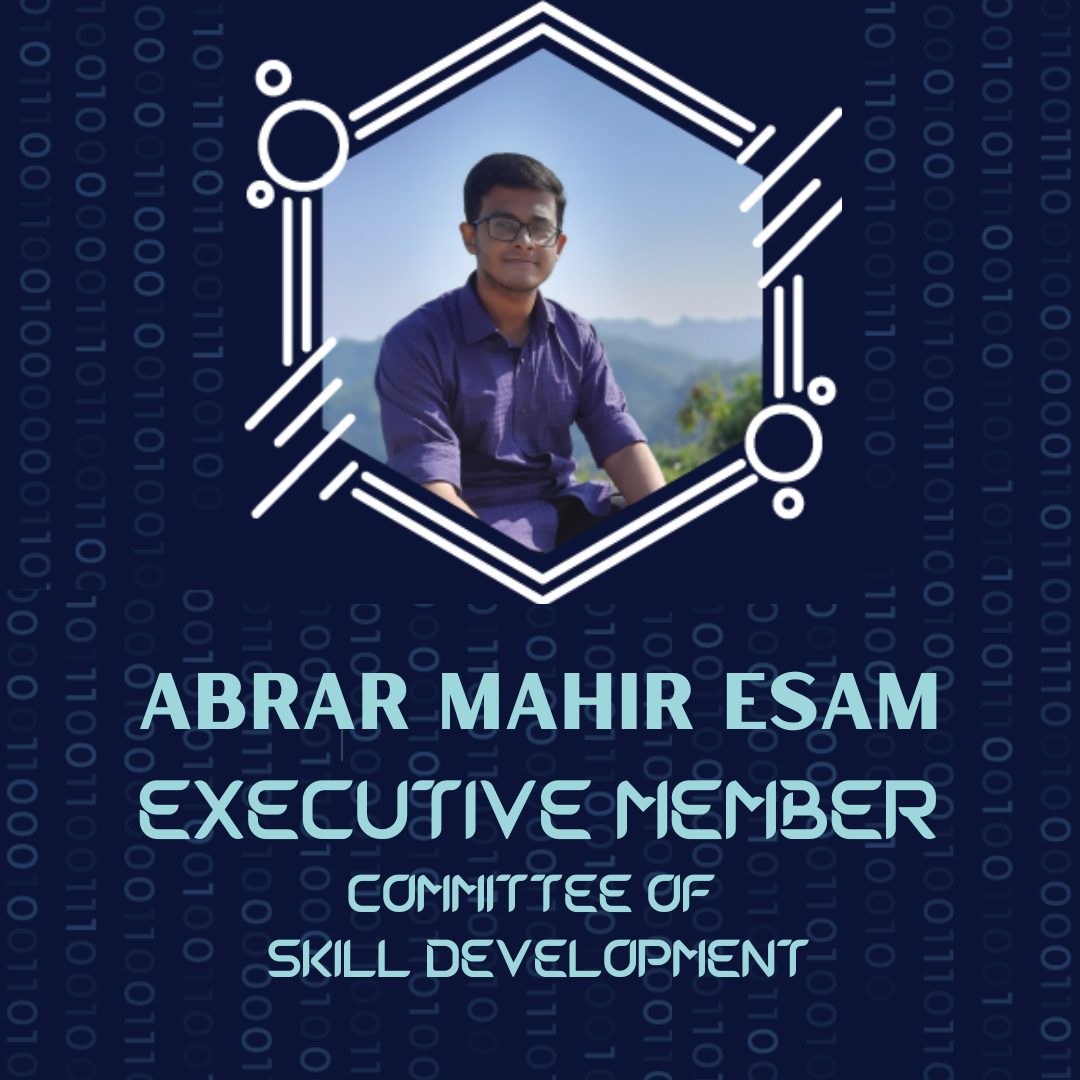 ABRAR MAHIR ESAM
EXECUTIVE MEMBER
COMMITTEE OF
SKILL DEVELOPMENT